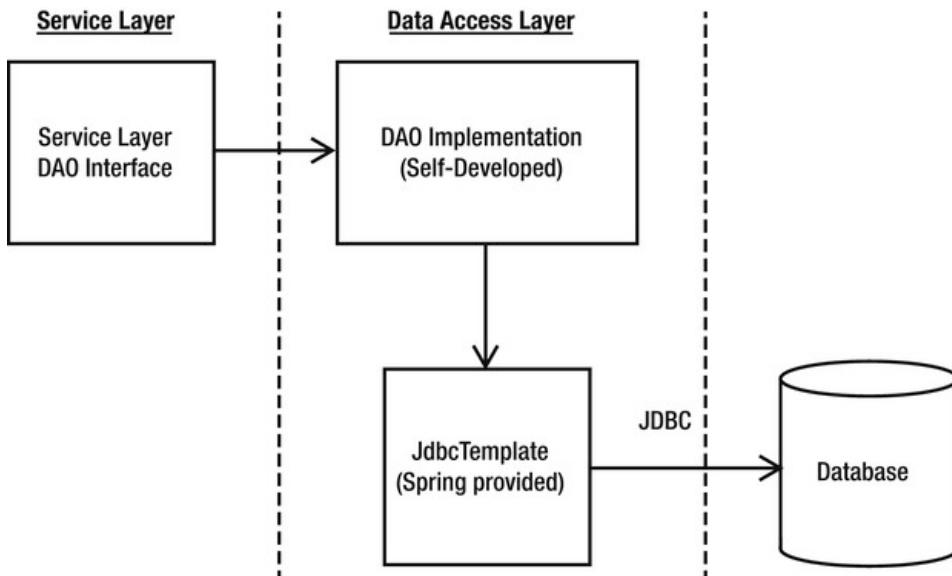 Service Layer
Data Access Layer
Service Layer
DAO Interface
DAO Implementation
(Self-Developed)
JdbcTemplate
(Spring provided)
JDBC
Database